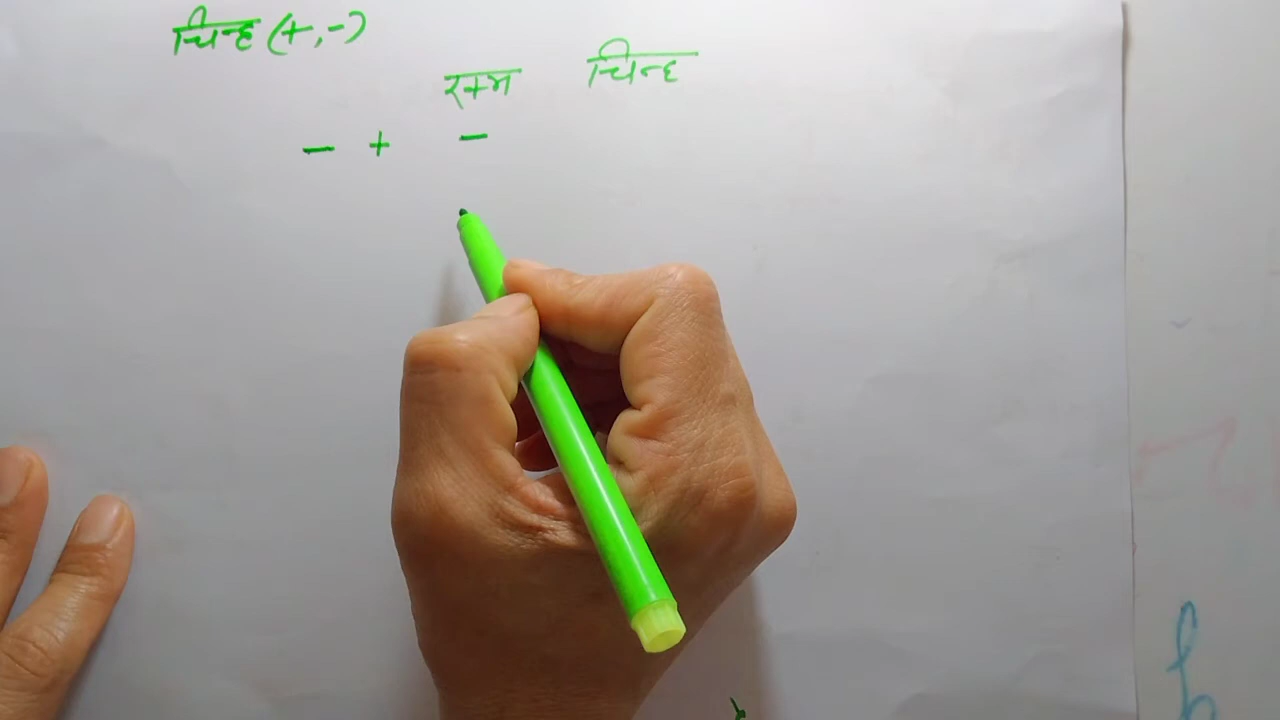 चिन्ह (+,-)
रकम चिन्ह
- + -